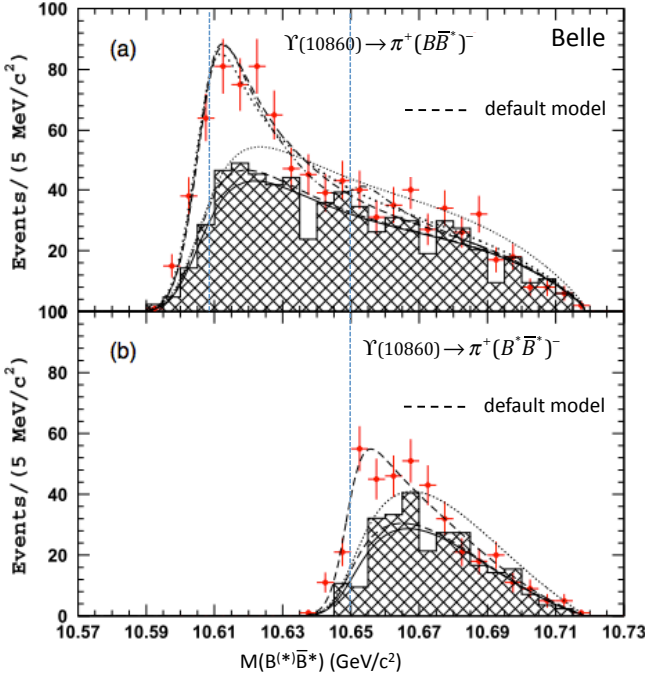 100
(a)
ϒ(10860)→π⁺(BB̅*)⁻
Belle
80
default model
60
40
20
Events/(5 MeV/c²)
0
100
(b)
ϒ(10860)→π⁺(B*B̅*)⁻
80
default model
60
40
20
Events/(5 MeV/c²)
0
10.57 10.59 10.61 10.63 10.65 10.67 10.69 10.71 10.73
M(B⁽*⁾B̅*) (GeV/c²)